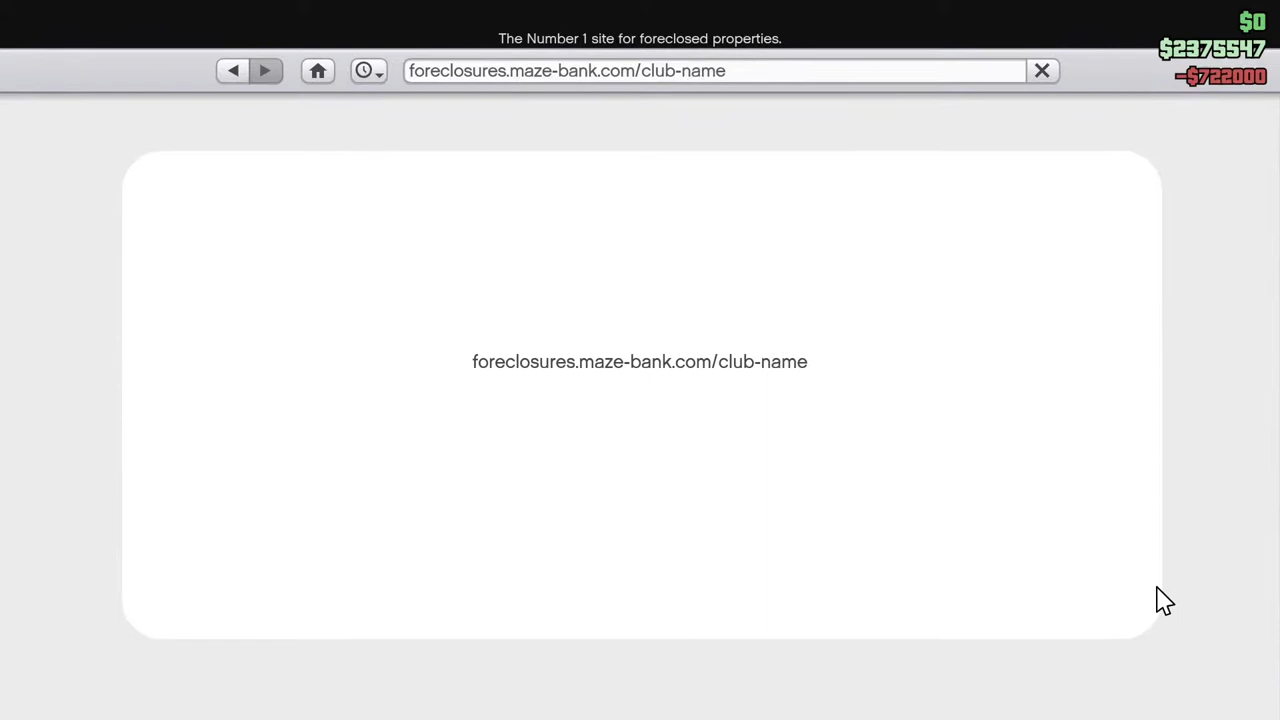 $0
The Number 1 site for foreclosed properties.
$2375547
foreclosures.maze-bank.com/club-name
-$722000
foreclosures.maze-bank.com/club-name